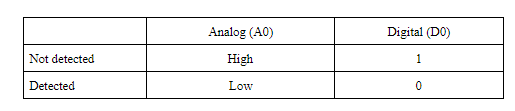 Analog (A0) Digital (D0)
Not detected High 1
Detected Low 0